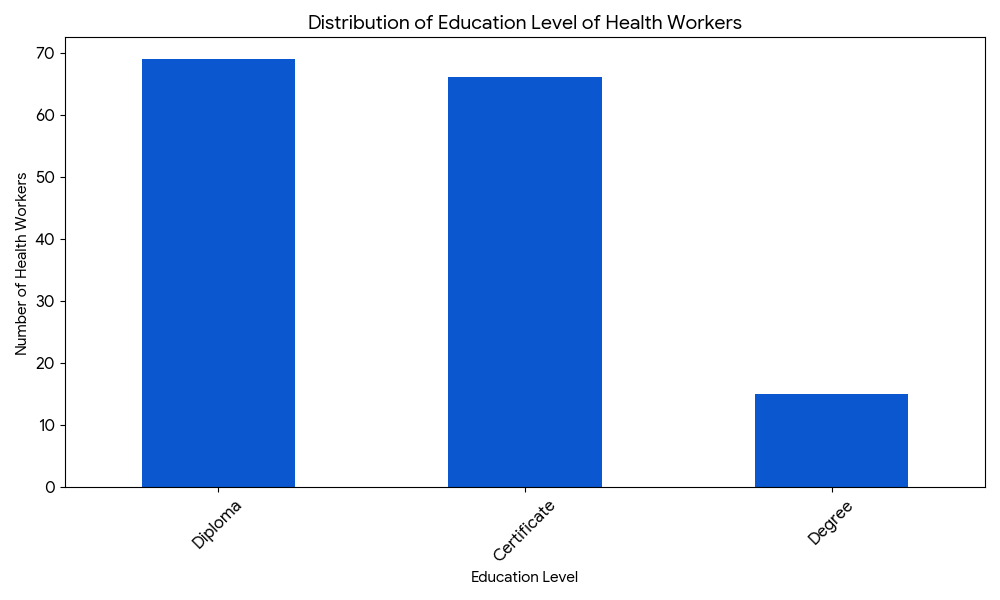 Distribution of Education Level of Health Workers
Number of Health Workers
70
60
50
40
30
20
10
0
Diploma
Certificate
Degree
Education Level